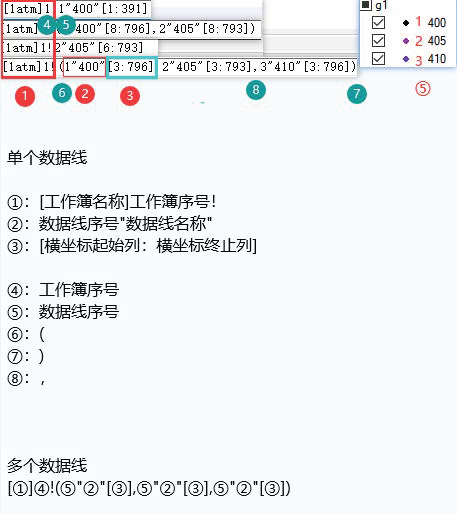 [1atm]1 1"400"[1:391]
g1
[1atm] "400"[8:796],2"405"[8:793])
1 400
[1atm]1!2"405"[6:793]
2 405
[1atm]1!(1"400"[3:796],2"405"[3:793],3"410"[3:796])
3 410
④ ⑤
① ⑥ ② ③ ⑧ ⑦ ⑤
单个数据线
①：[工作簿名称]工作簿序号！
②：数据线序号"数据线名称"
③：[横坐标起始列：横坐标终止列]
④：工作簿序号
⑤：数据线序号
⑥：(
⑦：)
⑧：,
多个数据线
[①]④!(⑤"②"[③],⑤"②"[③],⑤"②"[③])